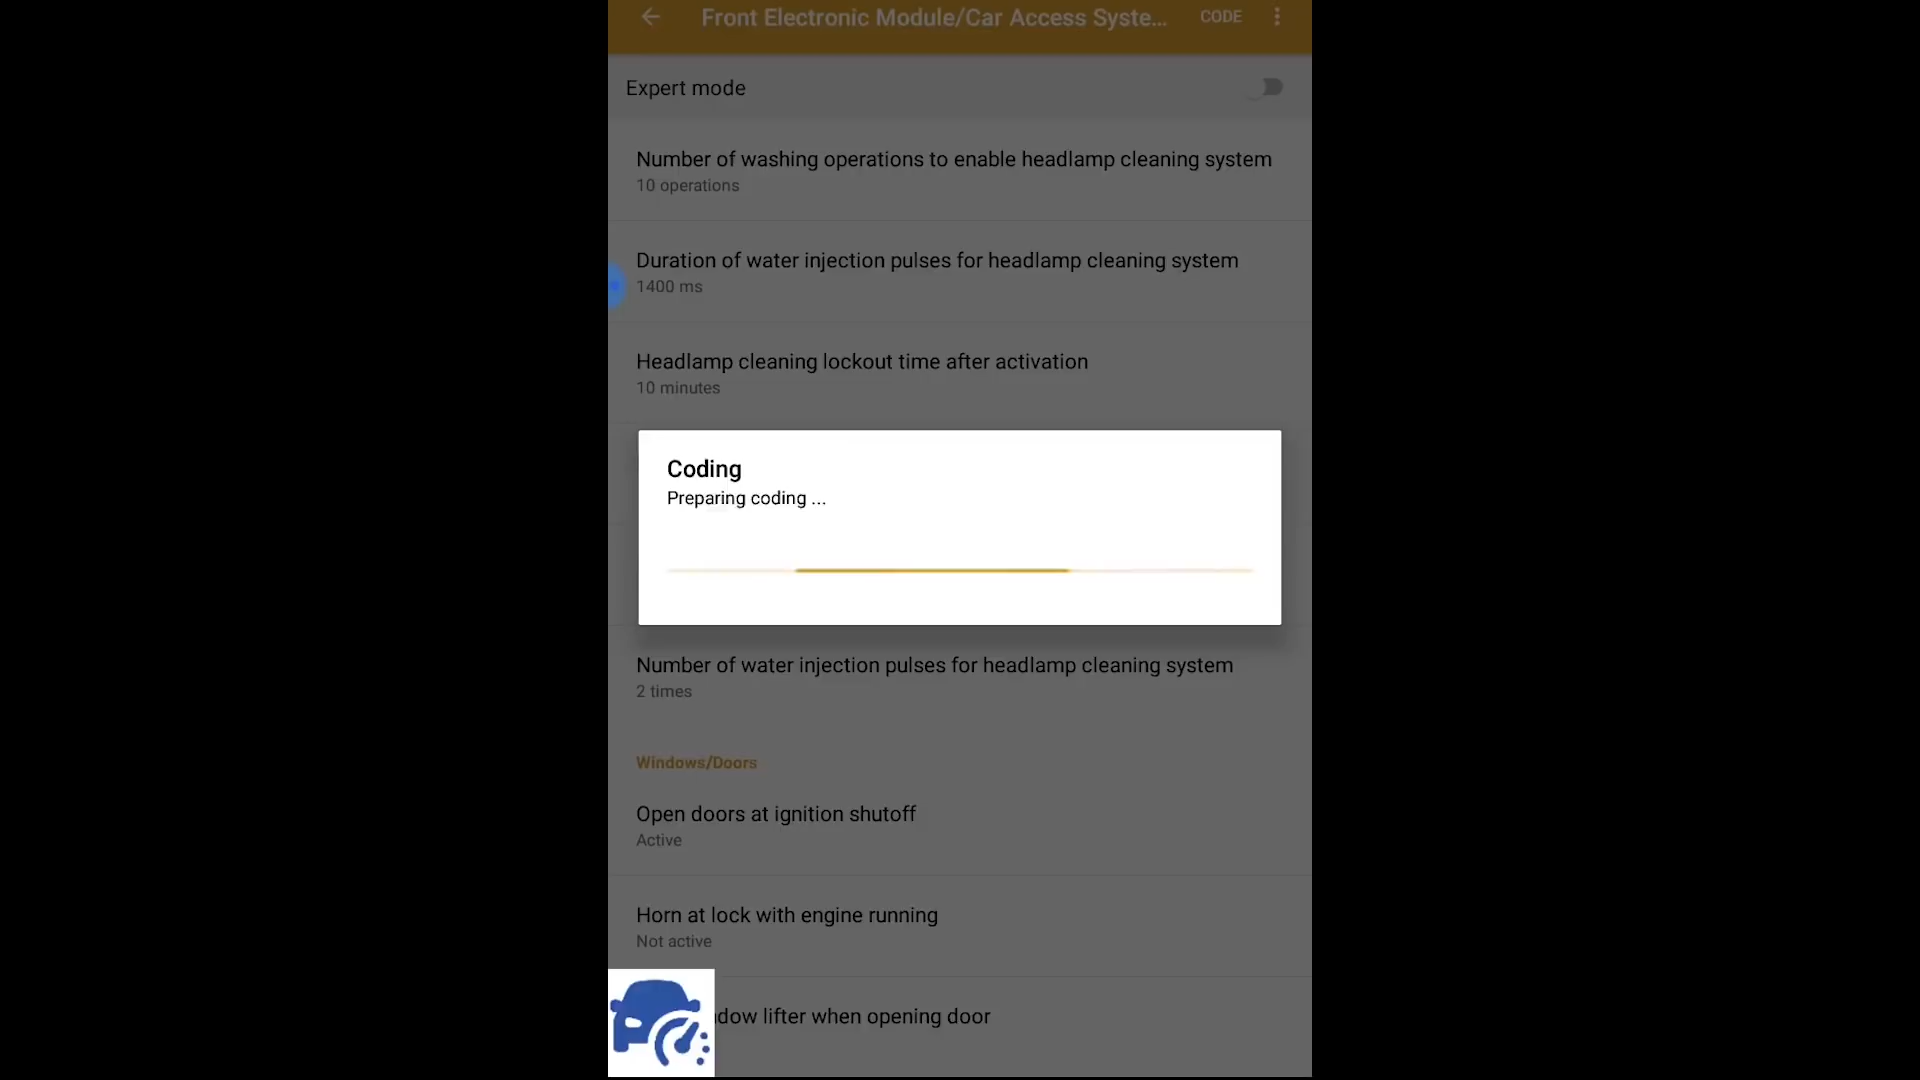 Front Electronic Module/Car Access Syste...
CODE
Expert mode
Number of washing operations to enable headlamp cleaning system
10 operations
Duration of water injection pulses for headlamp cleaning system
1400 ms
Headlamp cleaning lockout time after activation
10 minutes
Coding
Preparing coding ...
Number of water injection pulses for headlamp cleaning system
2 times
Windows/Doors
Open doors at ignition shutoff
Active
Horn at lock with engine running
Not active
lifter when opening door